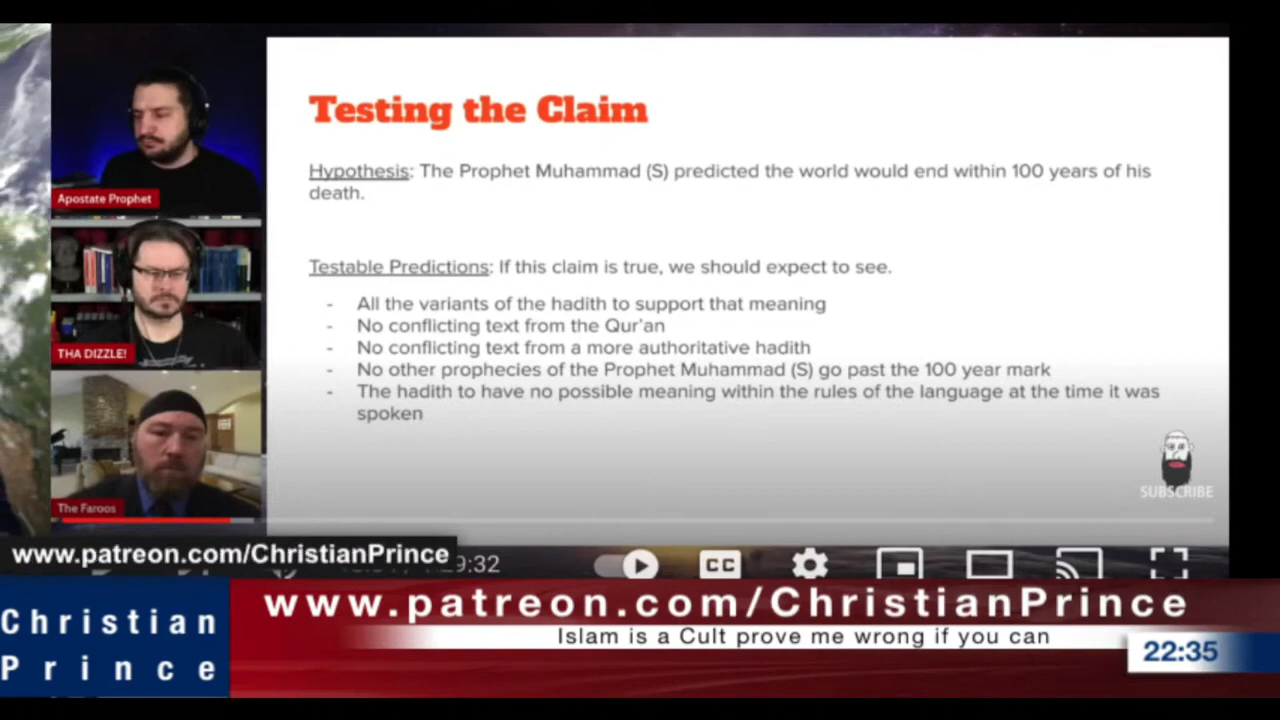 Testing the Claim
Hypothesis: The Prophet Muhammad (S) predicted the world would end within 100 years of his
death.
Apostate Prophet
Testable Predictions: If this claim is true, we should expect to see.
- All the variants of the hadith to support that meaning
- No conflicting text from the Qur'an
- No conflicting text from a more authoritative hadith
- No other prophecies of the Prophet Muhammad (S) go past the 100 year mark
- The hadith to have no possible meaning within the rules of the language at the time it was
spoken
THA DIZZLE!
The Faroos
SUBSCRIBE
www.patreon.com/ChristianPrince
9:32
CC
www.patreon.com/ChristianPrince
Islam is a Cult prove me wrong if you can
Christian
Prince
22:35